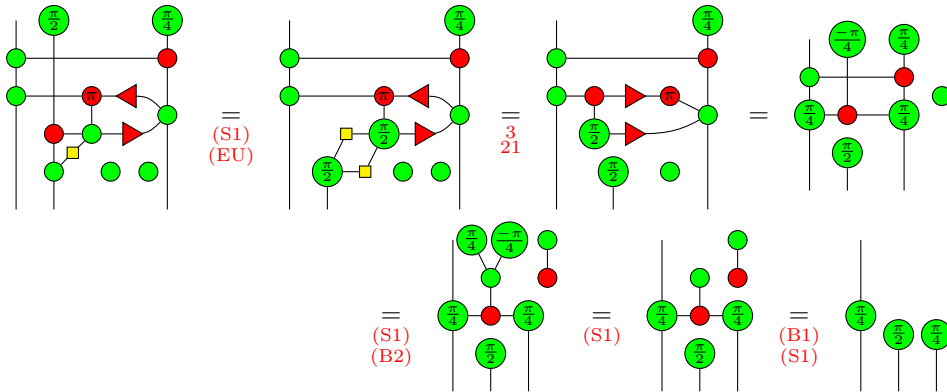 π/2 π/4 π = (S1) (EU) π π/2 π/2 = 3 21 π/4 π π/2 π/2 = -π/4 π/4 π/4 π/4 π/2
π/4 π/4
= (S1) (B2) π/4 -π/4 π/4 π/4 π/2 = (S1) π/4 π/4 π/2 = (B1) (S1) π/4 π/2 π/4